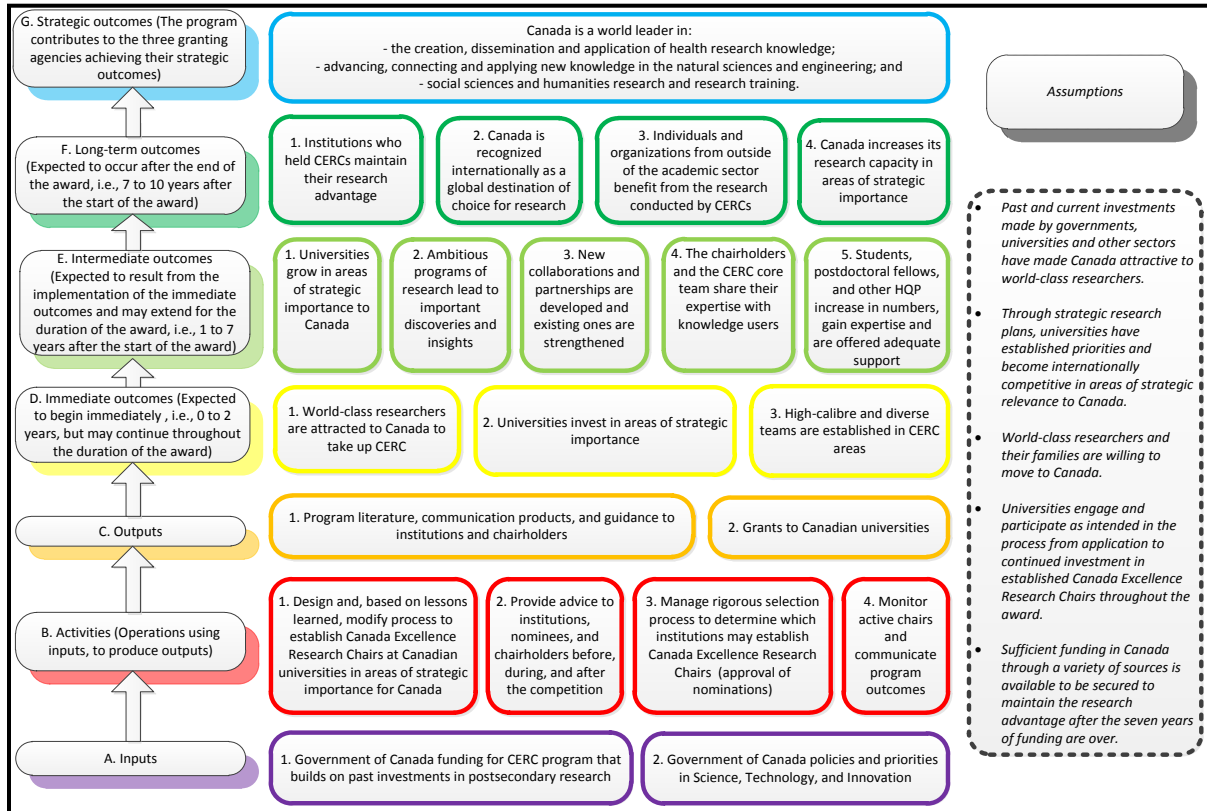 G. Strategic outcomes (The program
contributes to the three granting
agencies achieving their strategic
outcomes)
Canada is a world leader in:
- the creation, dissemination and application of health research knowledge;
- advancing, connecting and applying new knowledge in the natural sciences and engineering; and
- social sciences and humanities research and research training.
F. Long-term outcomes
(Expected to occur after the end of
the award, i.e., 7 to 10 years after
the start of the award)
1. Institutions who
held CERCs maintain
their research
advantage
2. Canada is
recognized
internationally as a
global destination of
choice for research
3. Individuals and
organizations from outside
of the academic sector
benefit from the research
conducted by CERCs
4. Canada increases its
research capacity in
areas of strategic
importance
E. Intermediate outcomes
(Expected to result from the
implementation of the immediate
outcomes and may extend for the
duration of the award, i.e., 1 to 7
years after the start of the award)
1. Universities
grow in areas
of strategic
importance to
Canada
2. Ambitious
programs of
research lead to
important
discoveries and
insights
3. New
collaborations and
partnerships are
developed and
existing ones are
strengthened
4. The chairholders
and the CERC core
team share their
expertise with
knowledge users
5. Students,
postdoctoral fellows,
and other HQP
increase in numbers,
gain expertise and
are offered adequate
support
D. Immediate outcomes (Expected
to begin immediately , i.e., 0 to 2
years, but may continue throughout
the duration of the award)
1. World-class researchers
are attracted to Canada to
take up CERC
2. Universities invest in areas of strategic
importance
3. High-calibre and diverse
teams are established in CERC
areas
C. Outputs
1. Program literature, communication products, and guidance to
institutions and chairholders
2. Grants to Canadian universities
B. Activities (Operations using
inputs, to produce outputs)
1. Design and, based on lessons
learned, modify process to
establish Canada Excellence
Research Chairs at Canadian
universities in areas of strategic
importance for Canada
2. Provide advice to
institutions,
nominees, and
chairholders before,
during, and after
the competition
3. Manage rigorous selection
process to determine which
institutions may establish
Canada Excellence Research
Chairs (approval of
nominations)
4. Monitor
active chairs
and
communicate
program
outcomes
A. Inputs
1. Government of Canada funding for CERC program that
builds on past investments in postsecondary research
2. Government of Canada policies and priorities
in Science, Technology, and Innovation
Assumptions
• Past and current investments
made by governments,
universities and other sectors
have made Canada attractive to
world-class researchers.
• Through strategic research
plans, universities have
established priorities and
become internationally
competitive in areas of strategic
relevance to Canada.
• World-class researchers and
their families are willing to
move to Canada.
• Universities engage and
participate as intended in the
process from application to
continued investment in
established Canada Excellence
Research Chairs throughout the
award.
• Sufficient funding in Canada
through a variety of sources is
available to be secured to
maintain the research
advantage after the seven years
of funding are over.